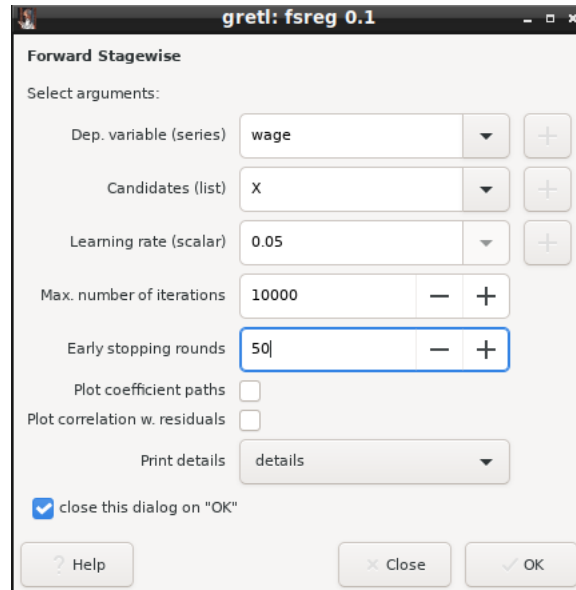 gretl: fsreg 0.1
Forward Stagewise
Select arguments:
Dep. variable (series) wage
Candidates (list) X
Learning rate (scalar) 0.05
Max. number of iterations 10000
Early stopping rounds 50
Plot coefficient paths
Plot correlation w. residuals
Print details details
close this dialog on "OK"
? Help × Close ✓ OK